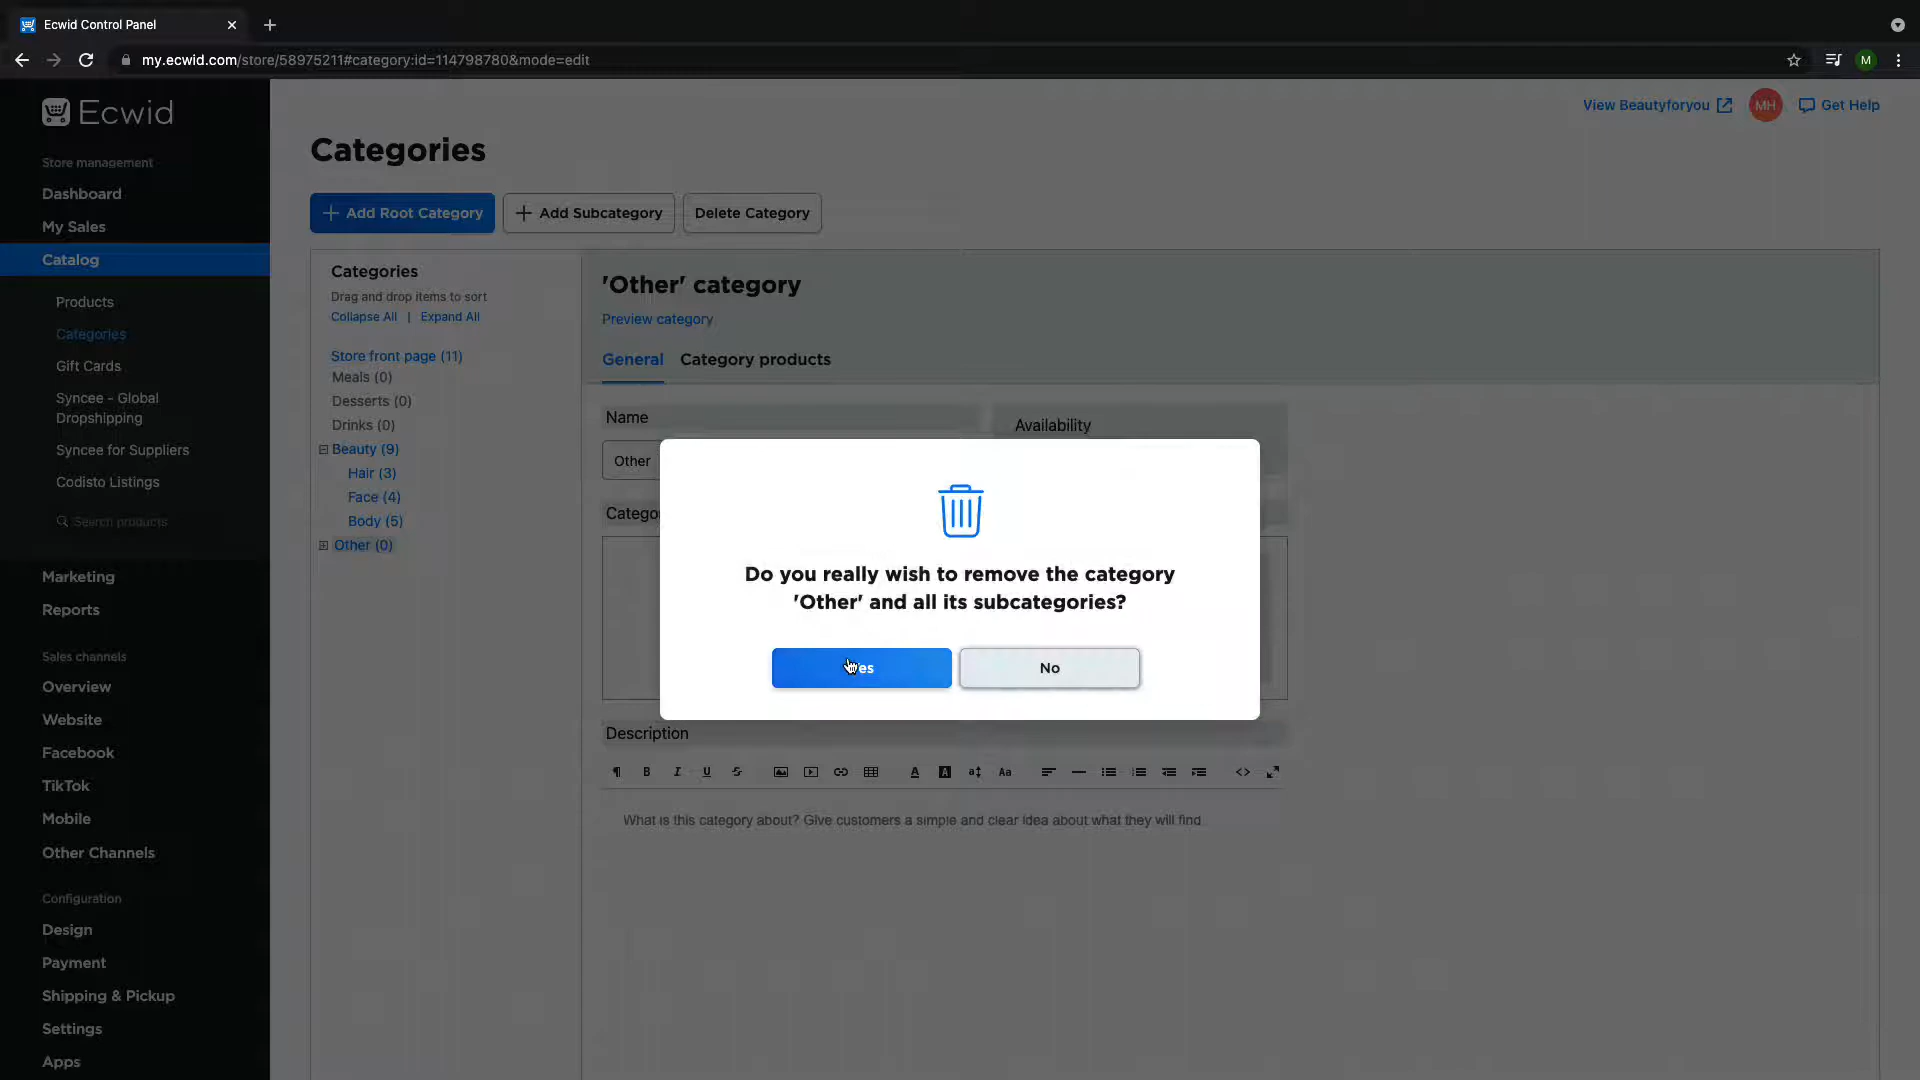 Ecwid Control Panel
my.ecwid.com/store/58975211#category:id=114798780&mode=edit
M
Ecwid
View Beautyforyou
MH
Get Help
Store management
Dashboard
My Sales
Catalog
Products
Categories
Gift Cards
Syncee - Global
Dropshipping
Syncee for Suppliers
Codisto Listings
Search products
Marketing
Reports
Sales channels
Overview
Website
Facebook
TikTok
Mobile
Other Channels
Configuration
Design
Payment
Shipping & Pickup
Settings
Apps
Categories
Add Root Category
Add Subcategory
Delete Category
Categories
Drag and drop items to sort
Collapse All | Expand All
Store front page (11)
Meals (0)
Desserts (0)
Drinks (0)
Beauty (9)
Hair (3)
Face (4)
Body (5)
Other (0)
'Other' category
Preview category
General Category products
Name
Availability
Other
Do you really wish to remove the category
'Other' and all its subcategories?
No
Description
What is this category about? Give customers a simple and clear idea about what they will find